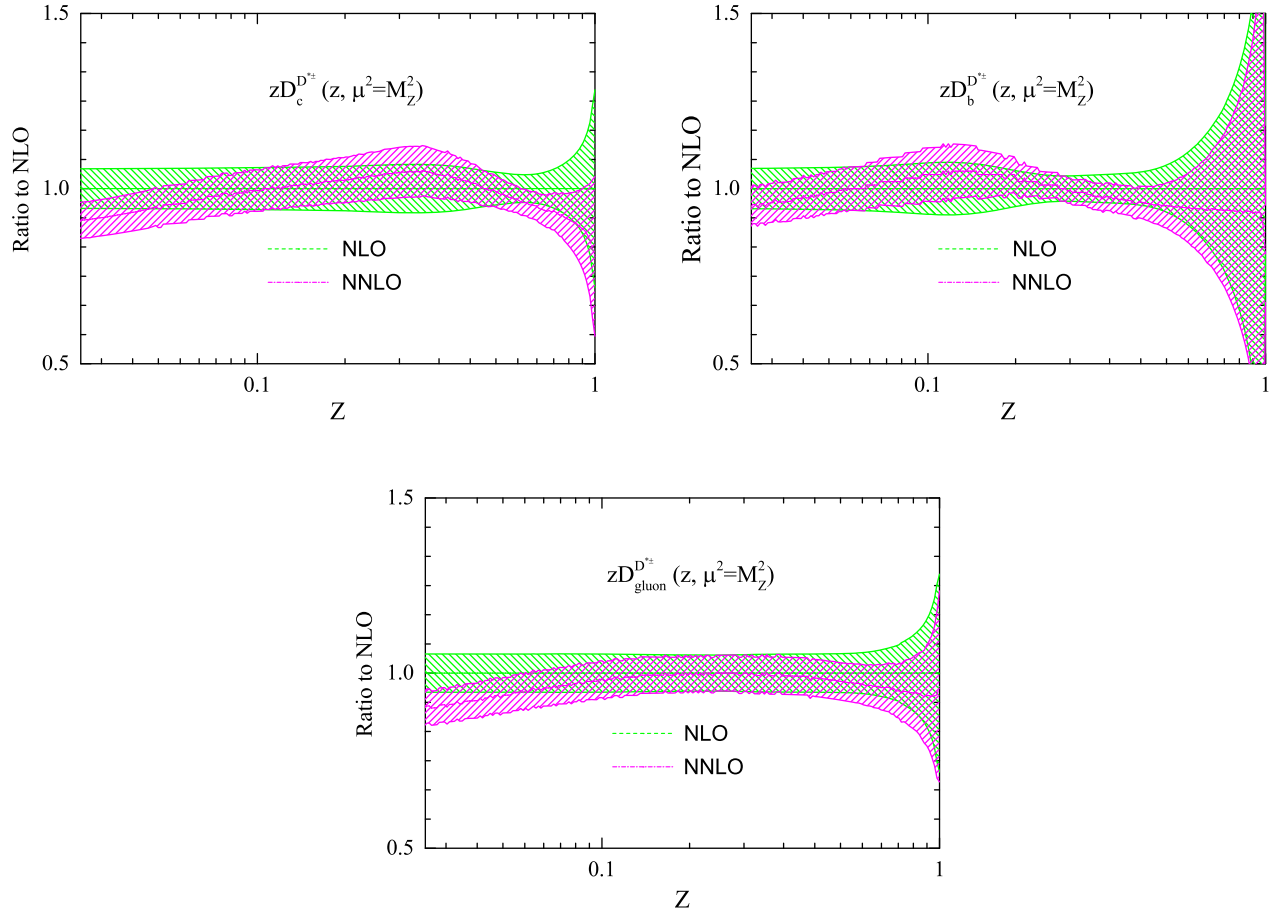 1.5
zD_c^{D^{*±}} (z, μ²=M_Z²)
Ratio to NLO
1.0
NLO
NNLO
0.5
0.1
1
Z
1.5
zD_b^{D^{*±}} (z, μ²=M_Z²)
Ratio to NLO
1.0
NLO
NNLO
0.5
0.1
1
Z
1.5
zD_{gluon}^{D^{*±}} (z, μ²=M_Z²)
Ratio to NLO
1.0
NLO
NNLO
0.5
0.1
1
Z